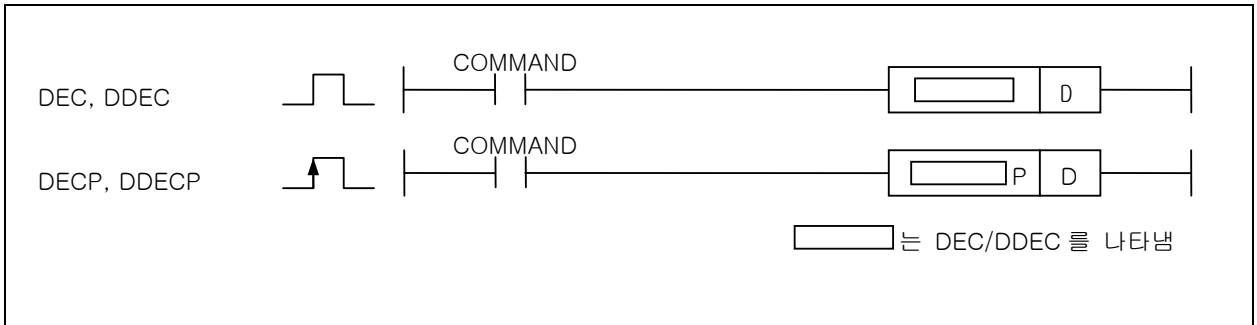 COMMAND
DEC, DDEC D
COMMAND
DECP, DDECP P D
는 DEC/DDEC 를 나타냄